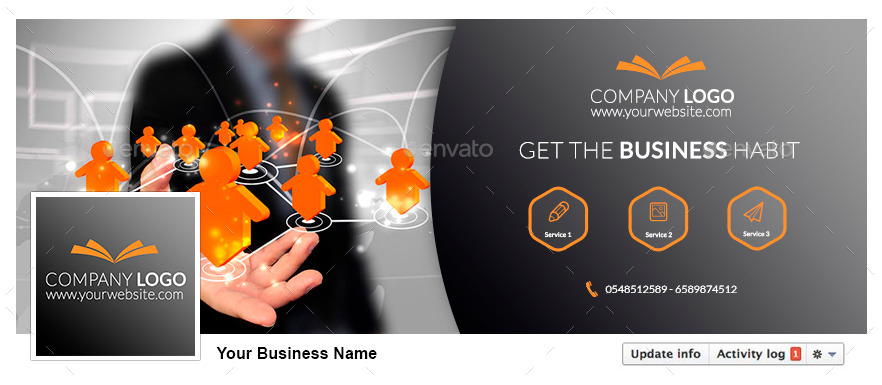 COMPANY LOGO
www.yourwebsite.com
GET THE BUSINESS HABIT
Service 1
Service 2
Service 3
0548512589 - 6589874512
envato
envato
COMPANY LOGO
www.yourwebsite.com
Your Business Name
Update info
Activity log 1